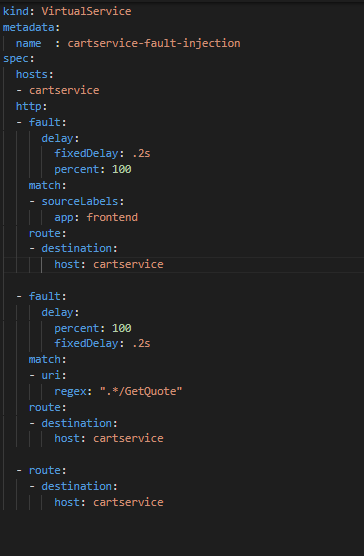 kind: VirtualService
metadata:
  name  : cartservice-fault-injection
spec:
  hosts:
  - cartservice
  http:
  - fault:
      delay:
        fixedDelay: .2s
        percent: 100
    match:
    - sourceLabels:
        app: frontend
    route:
    - destination:
        host: cartservice

  - fault:
      delay:
        percent: 100
        fixedDelay: .2s
    match:
    - uri:
        regex: ".*/GetQuote"
    route:
    - destination:
        host: cartservice

  - route:
    - destination:
        host: cartservice